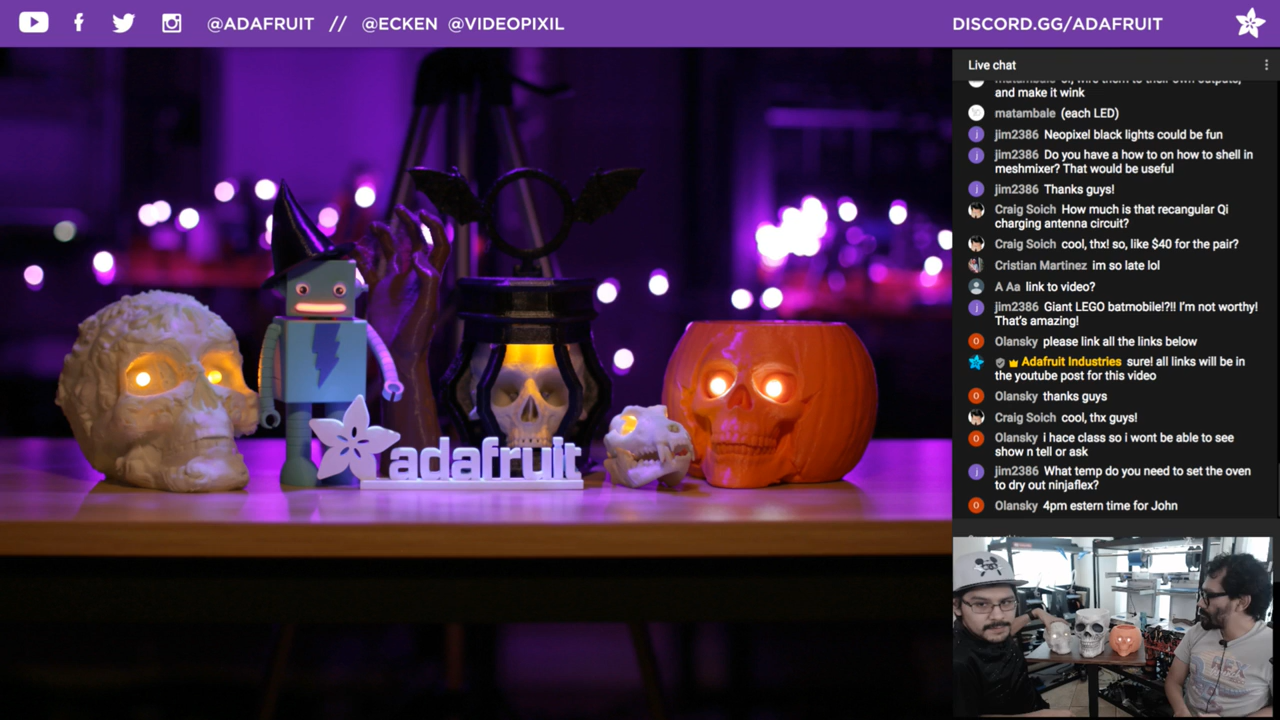 @ADAFRUIT // @ECKEN @VIDEOPIXIL
DISCORD.GG/ADAFRUIT
Live chat
and make it wink
matambale (each LED)
jim2386 Neopixel black lights could be fun
jim2386 Do you have a how to on how to shell in
meshmixer? That would be useful
jim2386 Thanks guys!
Craig Soich How much is that recangular Qi
charging antenna circuit?
Craig Soich cool, thx! so, like $40 for the pair?
Cristian Martinez im so late lol
A Aa link to video?
jim2386 Giant LEGO batmobile!?!! I'm not worthy!
That's amazing!
Olansky please link all the links below
Adafruit Industries sure! all links will be in
the youtube post for this video
Olansky thanks guys
Craig Soich cool, thx guys!
Olansky i hace class so i wont be able to see
show n tell or ask
jim2386 What temp do you need to set the oven
to dry out ninjaflex?
Olansky 4pm estern time for John
adafruit